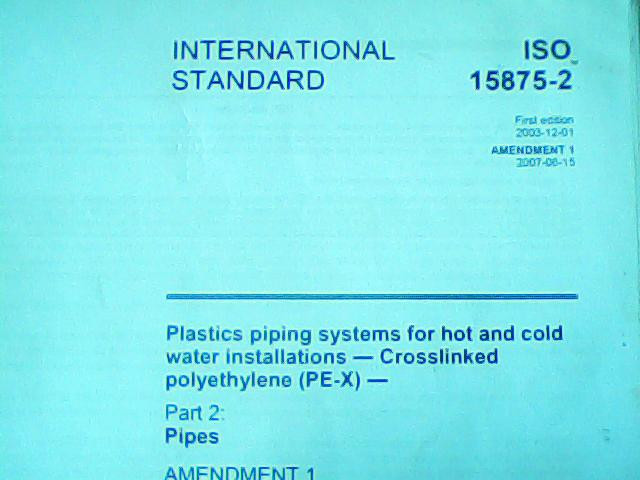 INTERNATIONAL
STANDARD
ISO
15875-2
First edition
2003-12-01
AMENDMENT 1
2007-06-15
Plastics piping systems for hot and cold
water installations — Crosslinked
polyethylene (PE-X) —
Part 2:
Pipes
AMENDMENT 1